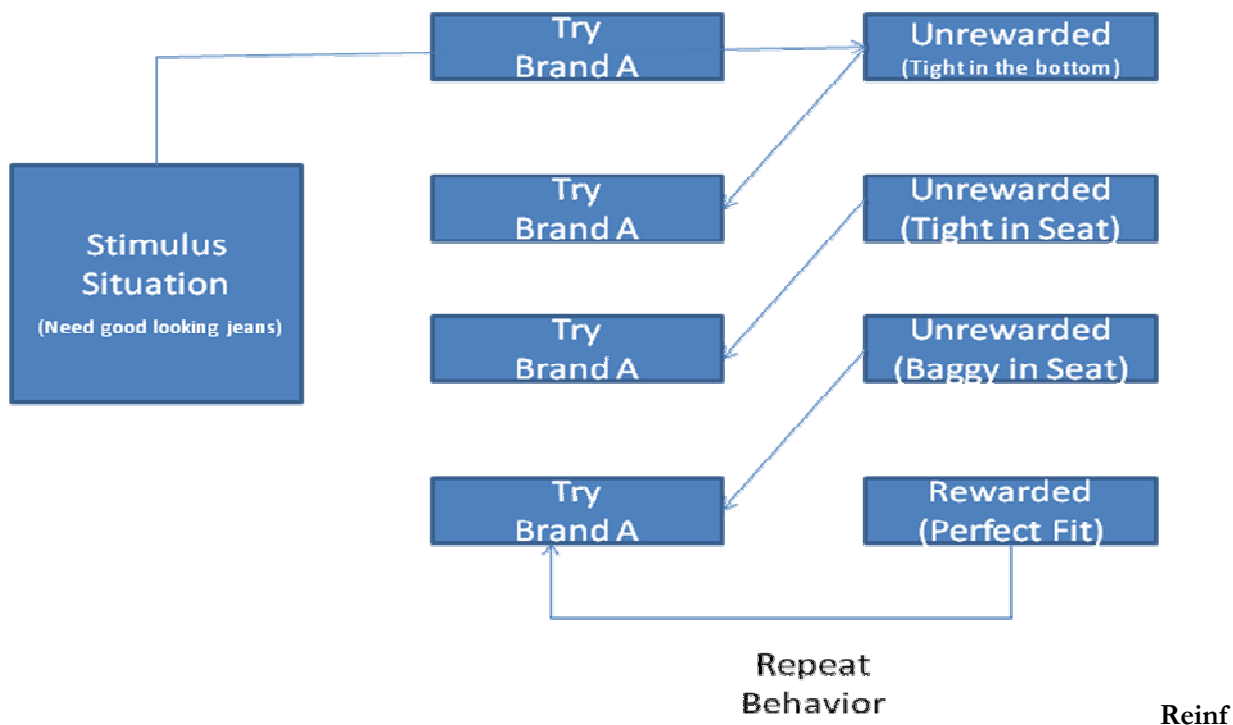 Try
Brand A
Unrewarded
(Tight in the bottom)
Stimulus
Situation
(Need good looking jeans)
Try
Brand A
Unrewarded
(Tight in Seat)
Try
Brand A
Unrewarded
(Baggy in Seat)
Try
Brand A
Rewarded
(Perfect Fit)
Repeat
Behavior
Reinf